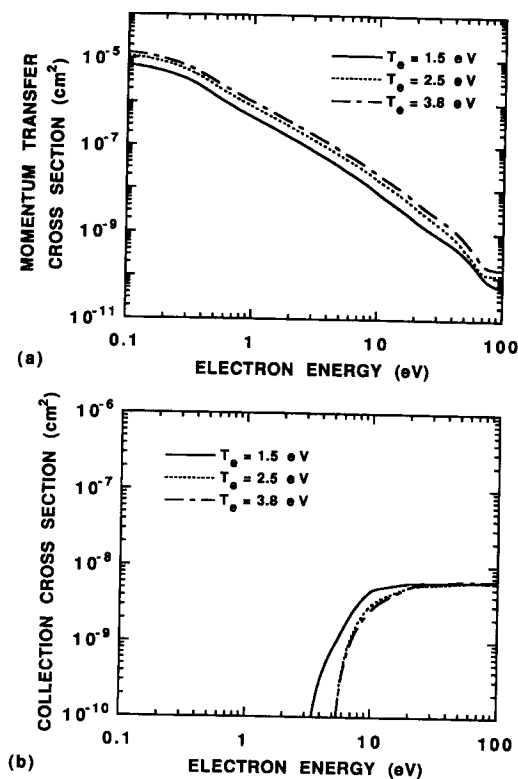 MOMENTUM TRANSFER
CROSS SECTION (cm²)
10⁻⁵
10⁻⁷
10⁻⁹
10⁻¹¹
Tₑ = 1.5 eV
Tₑ = 2.5 eV
Tₑ = 3.8 eV
0.1 1 10 100
(a) ELECTRON ENERGY (eV)
COLLECTION CROSS SECTION (cm²)
10⁻⁶
10⁻⁷
10⁻⁸
10⁻⁹
10⁻¹⁰
Tₑ = 1.5 eV
Tₑ = 2.5 eV
Tₑ = 3.8 eV
0.1 1 10 100
(b) ELECTRON ENERGY (eV)